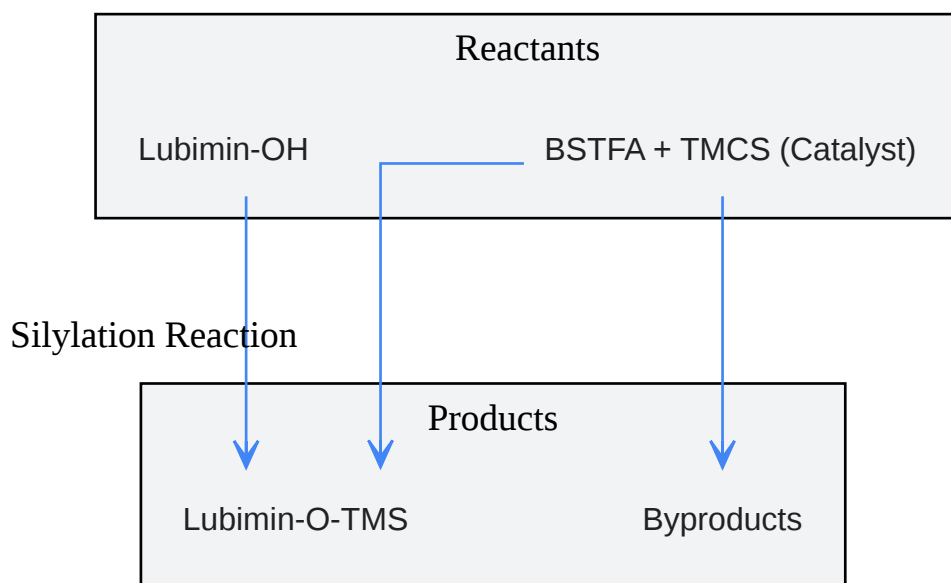 Reactants
Lubimin-OH
BSTFA + TMCS (Catalyst)
Silylation Reaction
Products
Lubimin-O-TMS
Byproducts